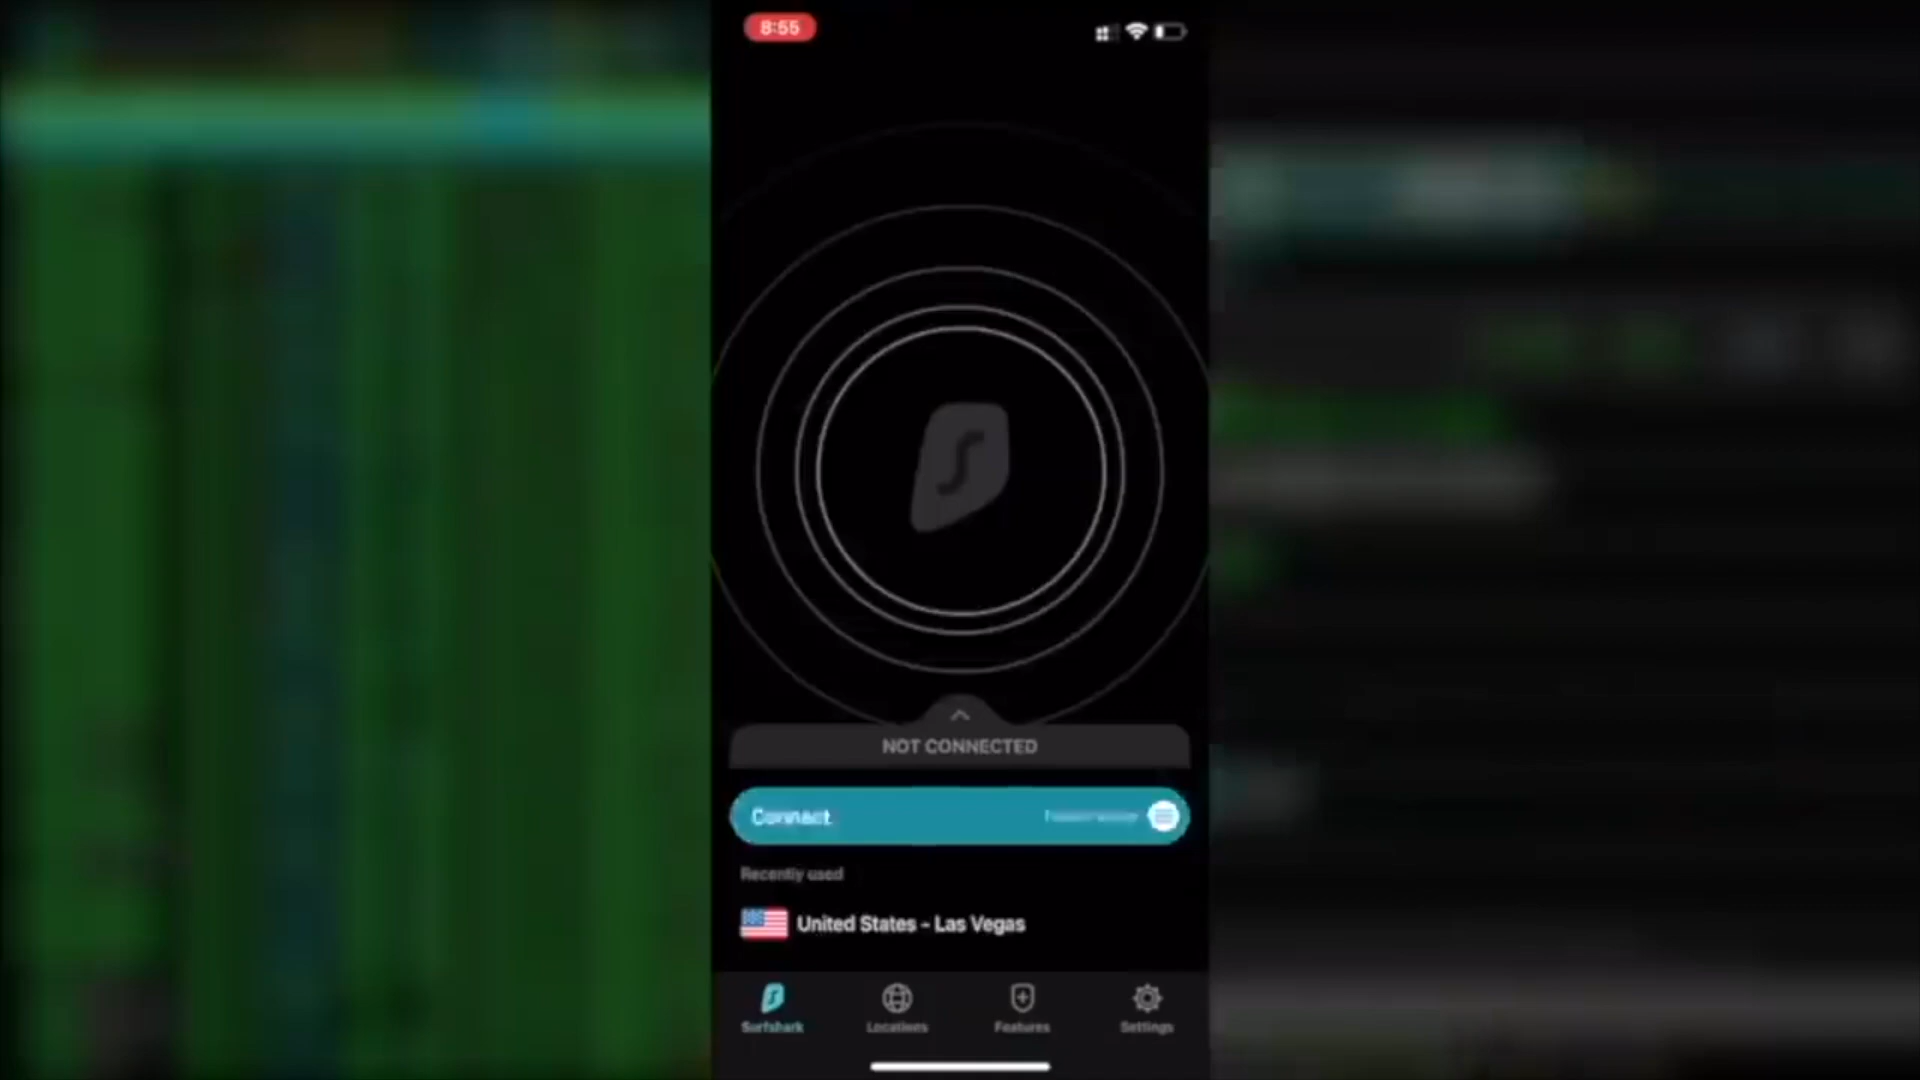 8:55
NOT CONNECTED
Connect
Recently used
United States - Las Vegas
Surfshark
Locations
Features
Settings